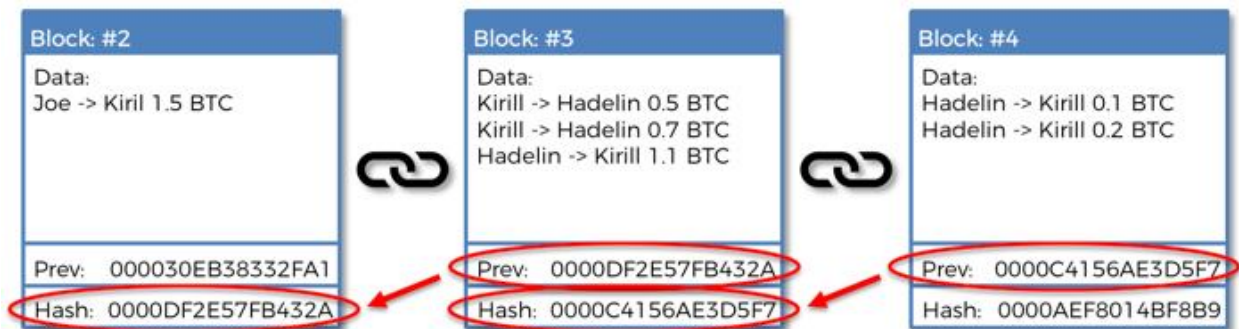 Block: #2
Data:
Joe -> Kiril 1.5 BTC
Prev: 000030EB38332FA1
Hash: 0000DF2E57FB432A
Block: #3
Data:
Kirill -> Hadelin 0.5 BTC
Kirill -> Hadelin 0.7 BTC
Hadelin -> Kirill 1.1 BTC
Prev: 0000DF2E57FB432A
Hash: 0000C4156AE3D5F7
Block: #4
Data:
Hadelin -> Kirill 0.1 BTC
Hadelin -> Kirill 0.2 BTC
Prev: 0000C4156AE3D5F7
Hash: 0000AEF8014BF8B9